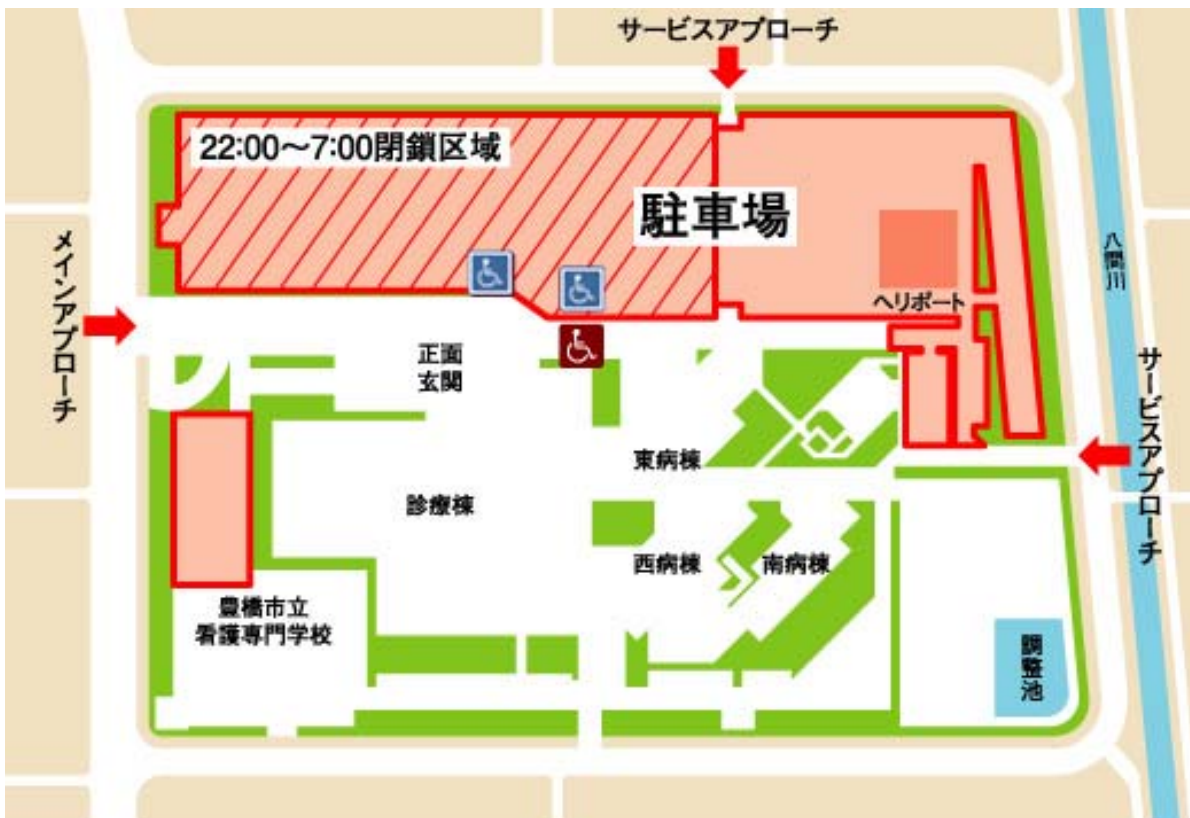 サービスアプローチ
22:00〜7:00閉鎖区域
駐車場
ヘリポート
八間川
メインアプローチ
正面
玄関
サービスアプローチ
東病棟
診療棟
西病棟
南病棟
豊橋市立
看護専門学校
調整池